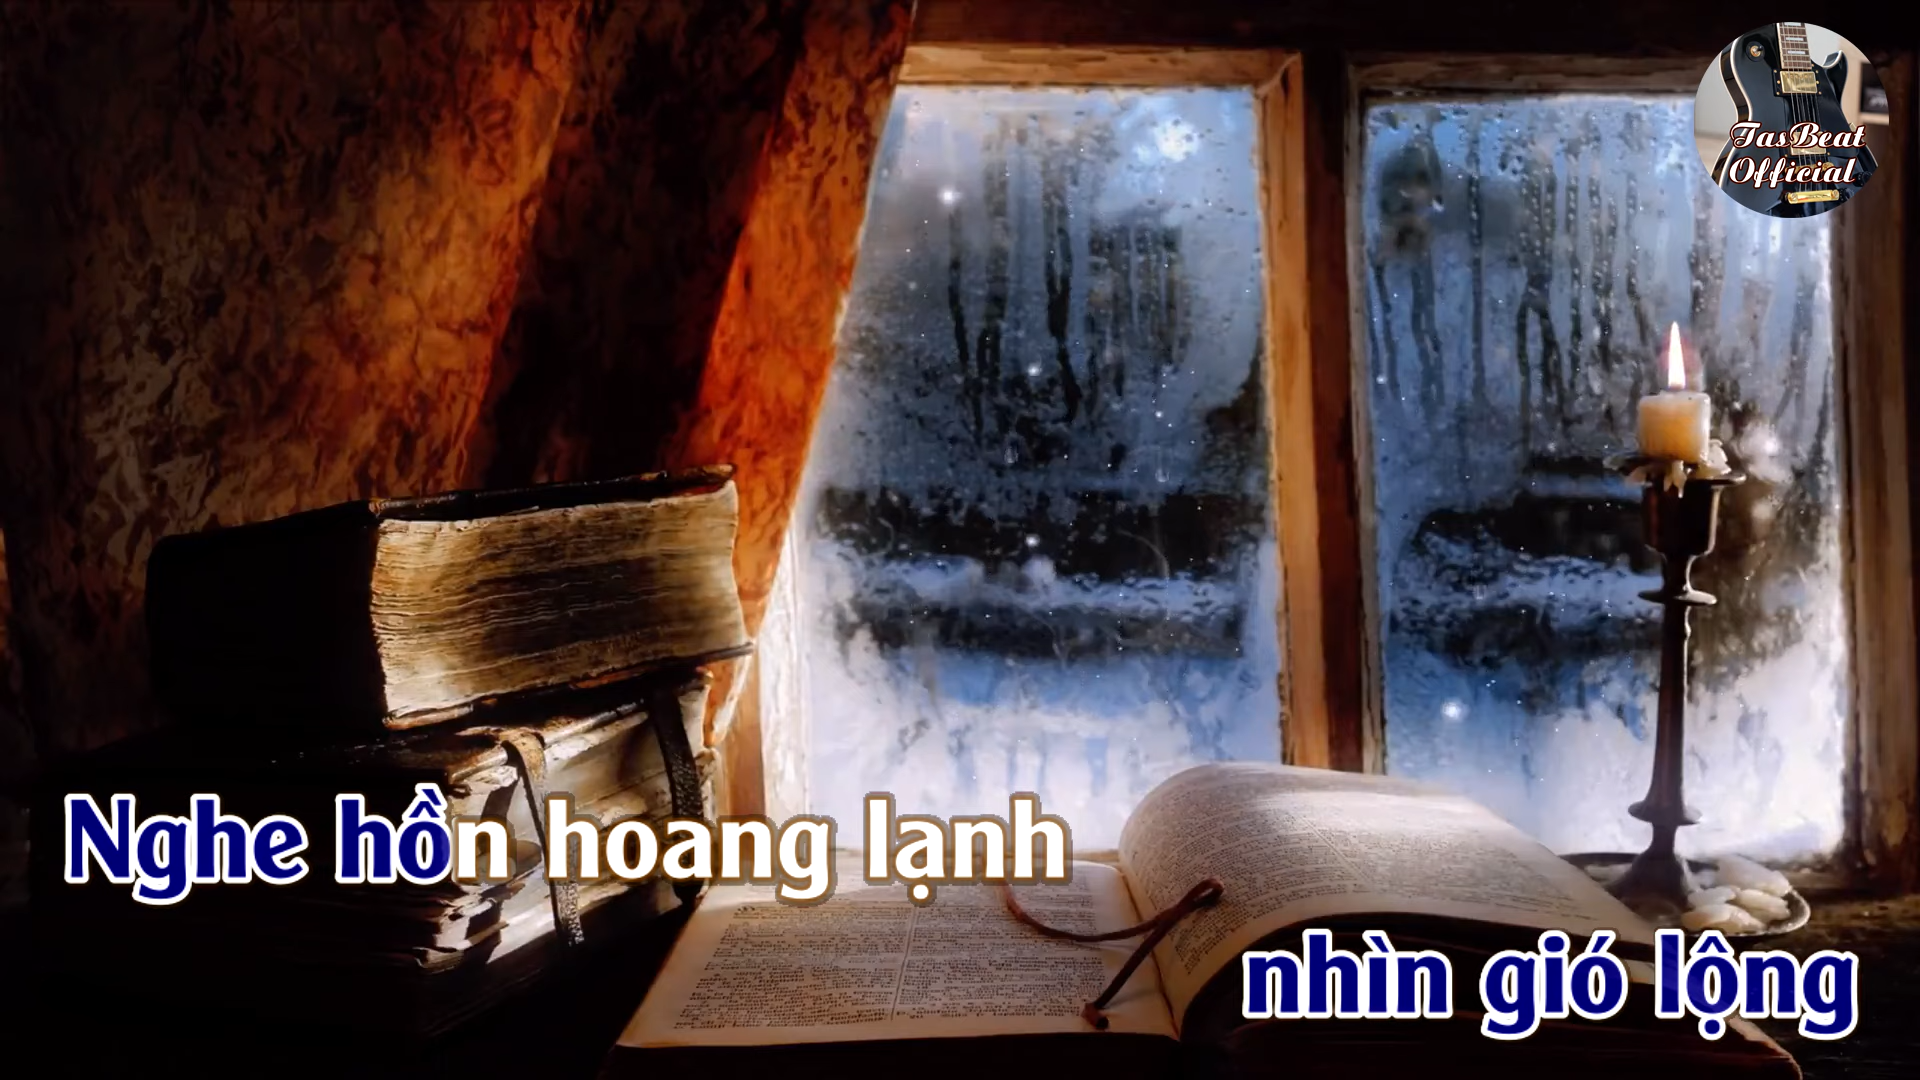 TasBeat
Official
Nghe hồn hoang lạnh
nhìn gió lộng